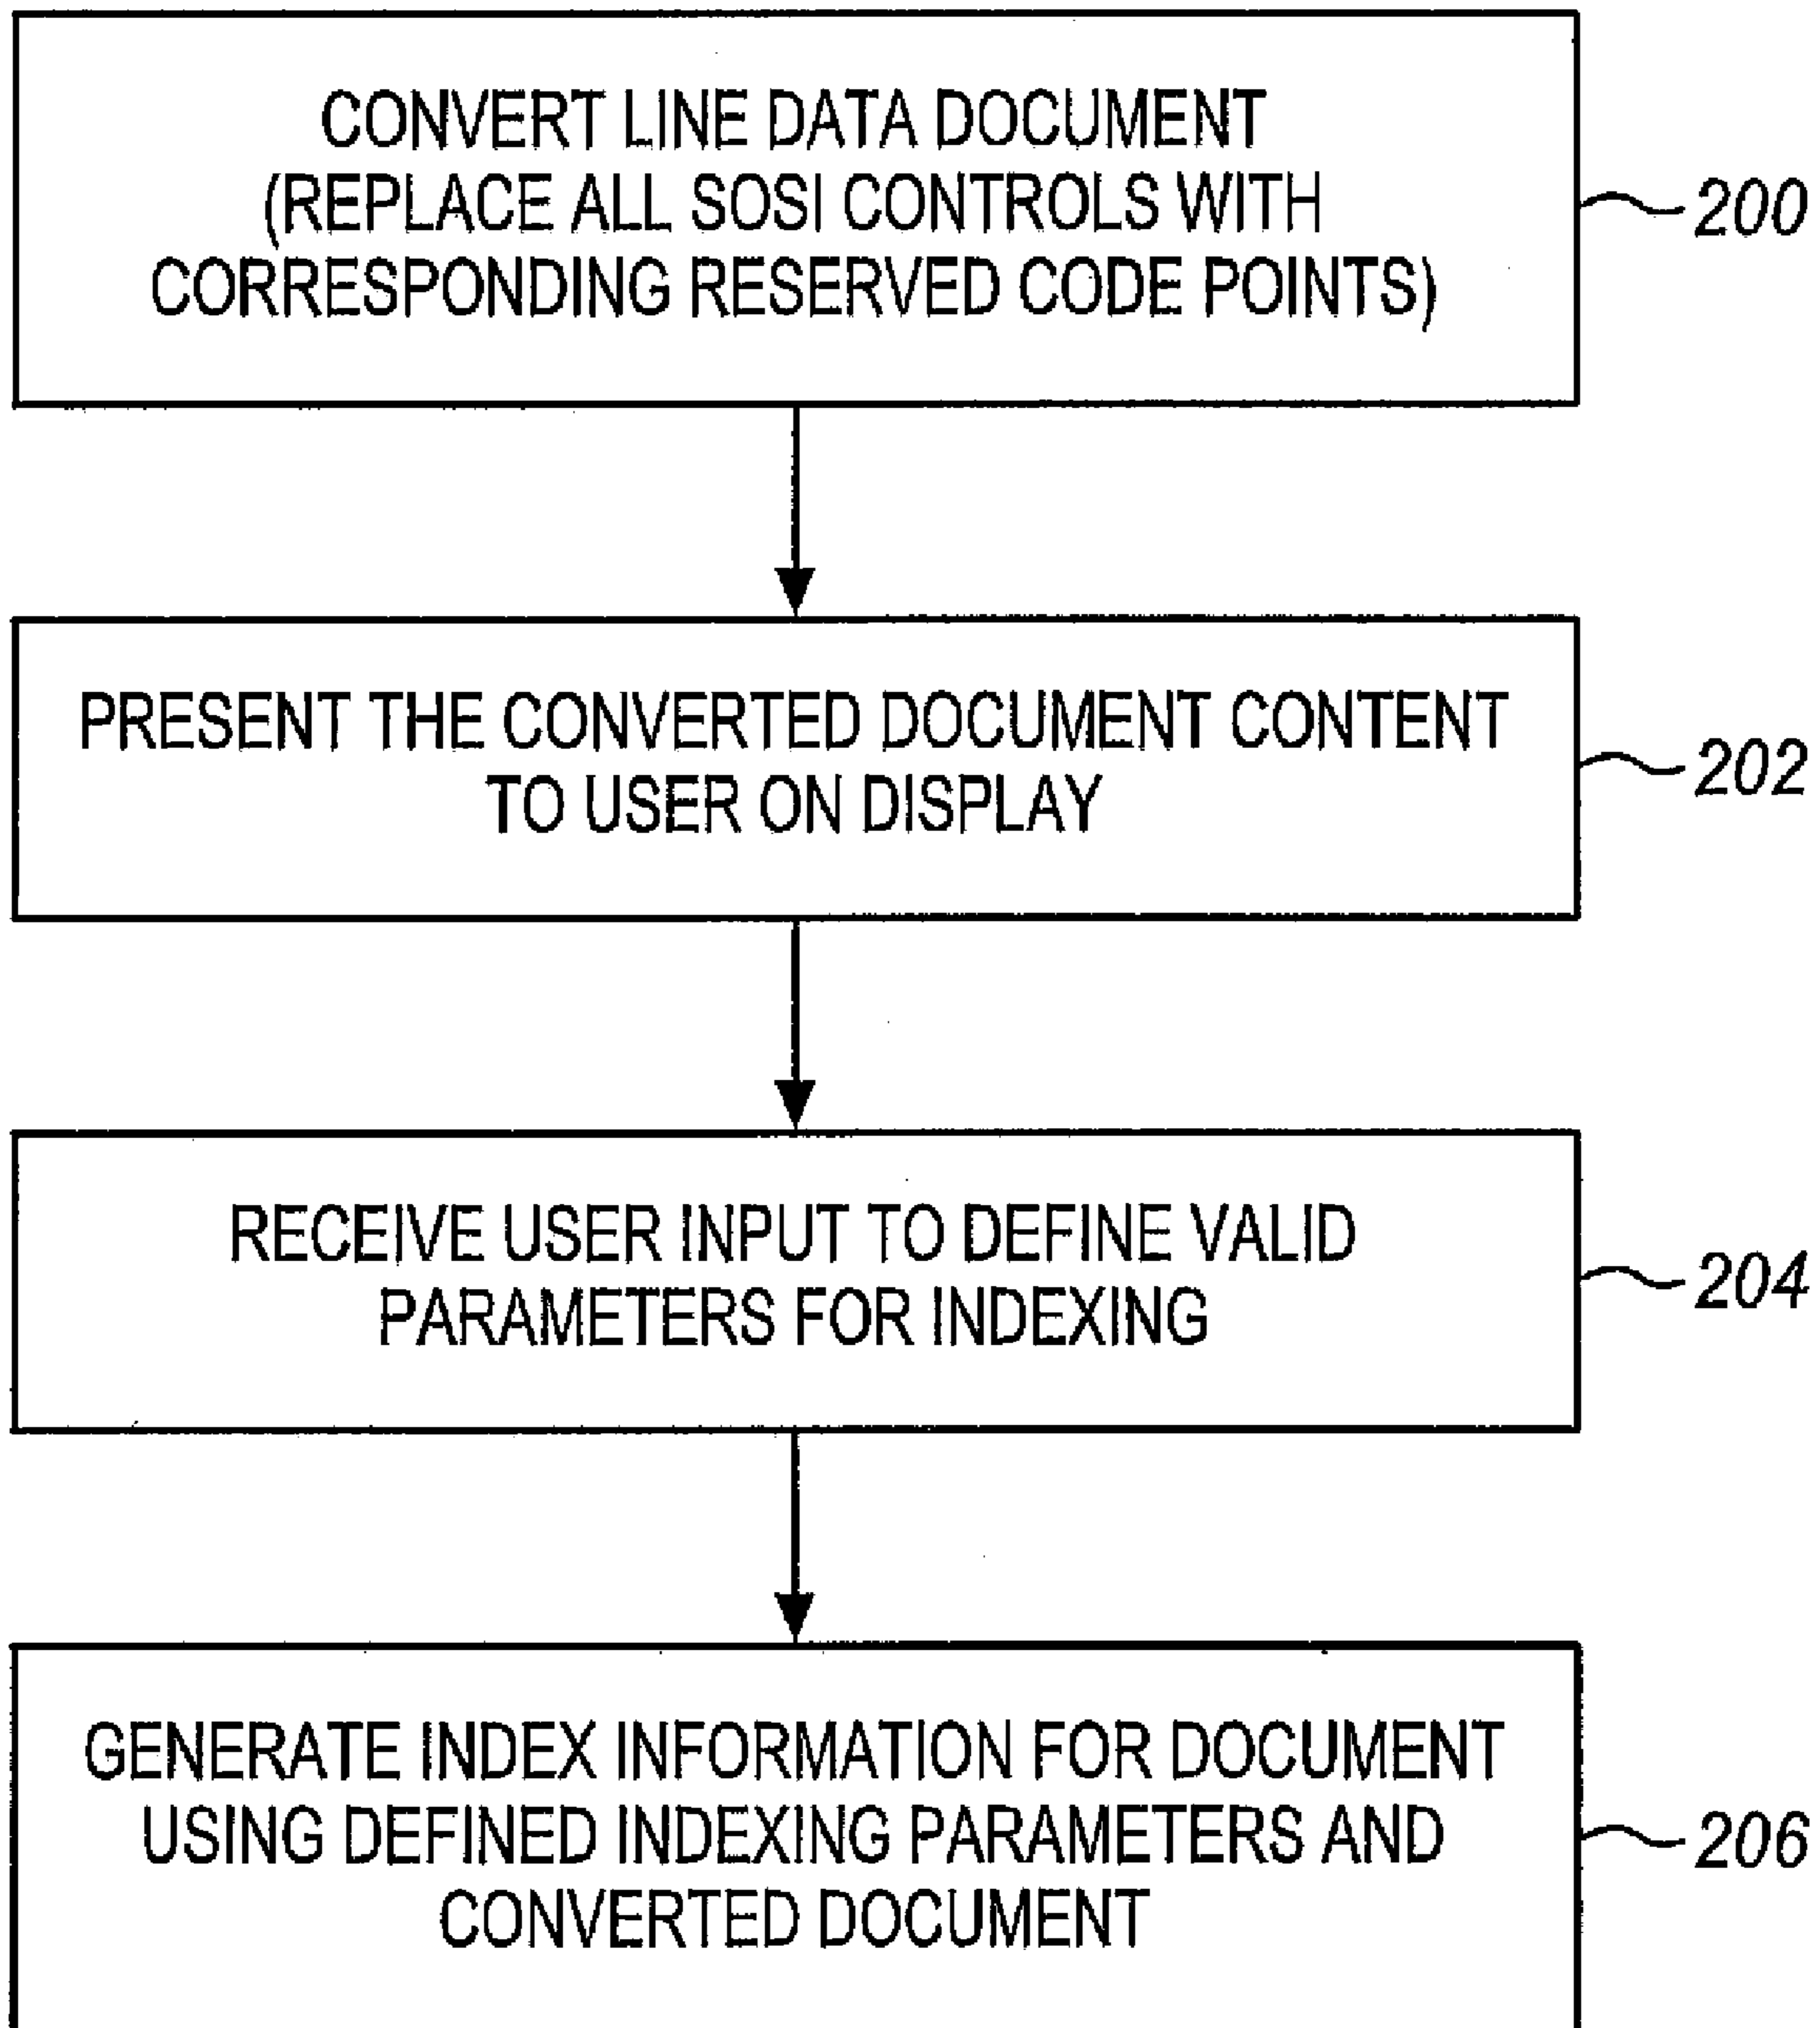 CONVERT LINE DATA DOCUMENT
(REPLACE ALL SOSI CONTROLS WITH
CORRESPONDING RESERVED CODE POINTS)
200
PRESENT THE CONVERTED DOCUMENT CONTENT
TO USER ON DISPLAY
202
RECEIVE USER INPUT TO DEFINE VALID
PARAMETERS FOR INDEXING
204
GENERATE INDEX INFORMATION FOR DOCUMENT
USING DEFINED INDEXING PARAMETERS AND
CONVERTED DOCUMENT
206